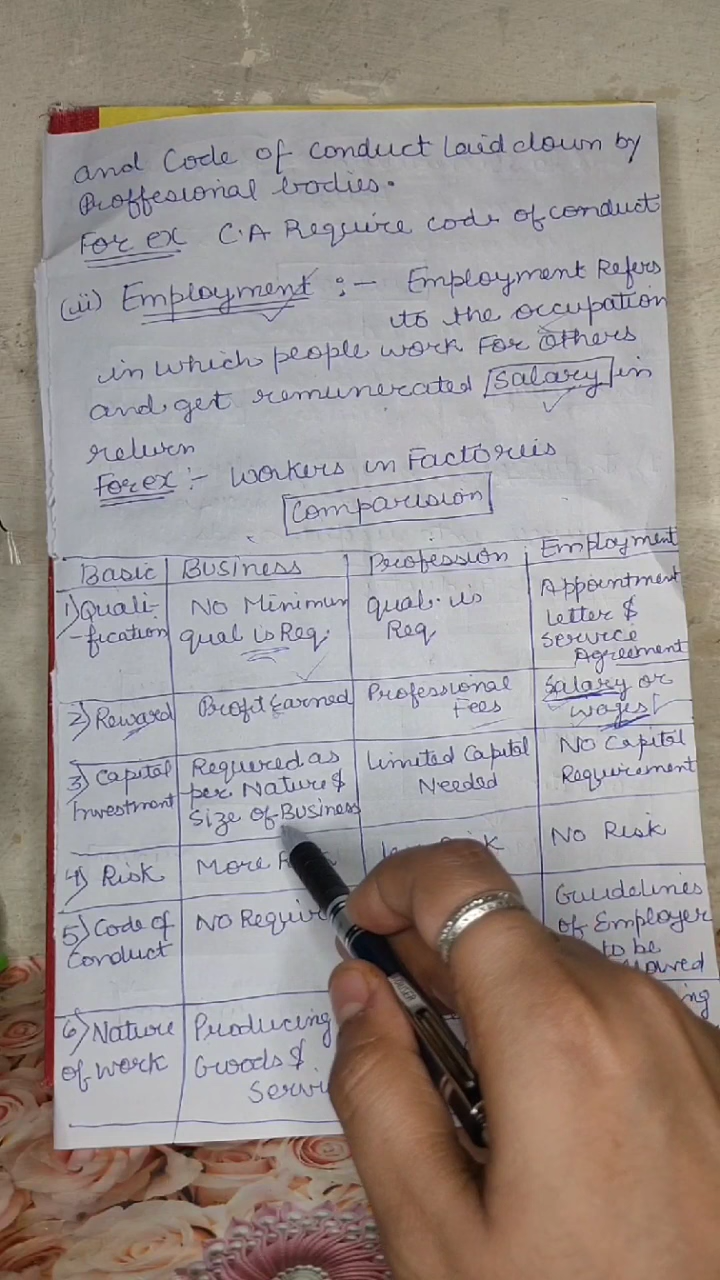 and Code of conduct laid down by
Proffesional bodies.
For ex C.A Require code of conduct
(iii) Employment :- Employment Refers
to the occupation
in which people work For others
and get remunerated Salary in
return
For ex :- workers in Factories
Comparision
Basic Business Profession Employment
1) Quali-
-fication
No Minimum
qual is Req.
qual. is
Req
Appointment
letter &
Service
Agreement
2) Reward
Profit Earned
Professional
Fees
Salary or
wages
3) Capital
Investment
Required as
per Nature &
Size of Business
Limited Capital
Needed
No Capital
Requirement
4) Risk
More
No Risk
5) Code of
Conduct
No
Guidelines
of Employer
to be
6) Nature
of work
Producing
Goods &